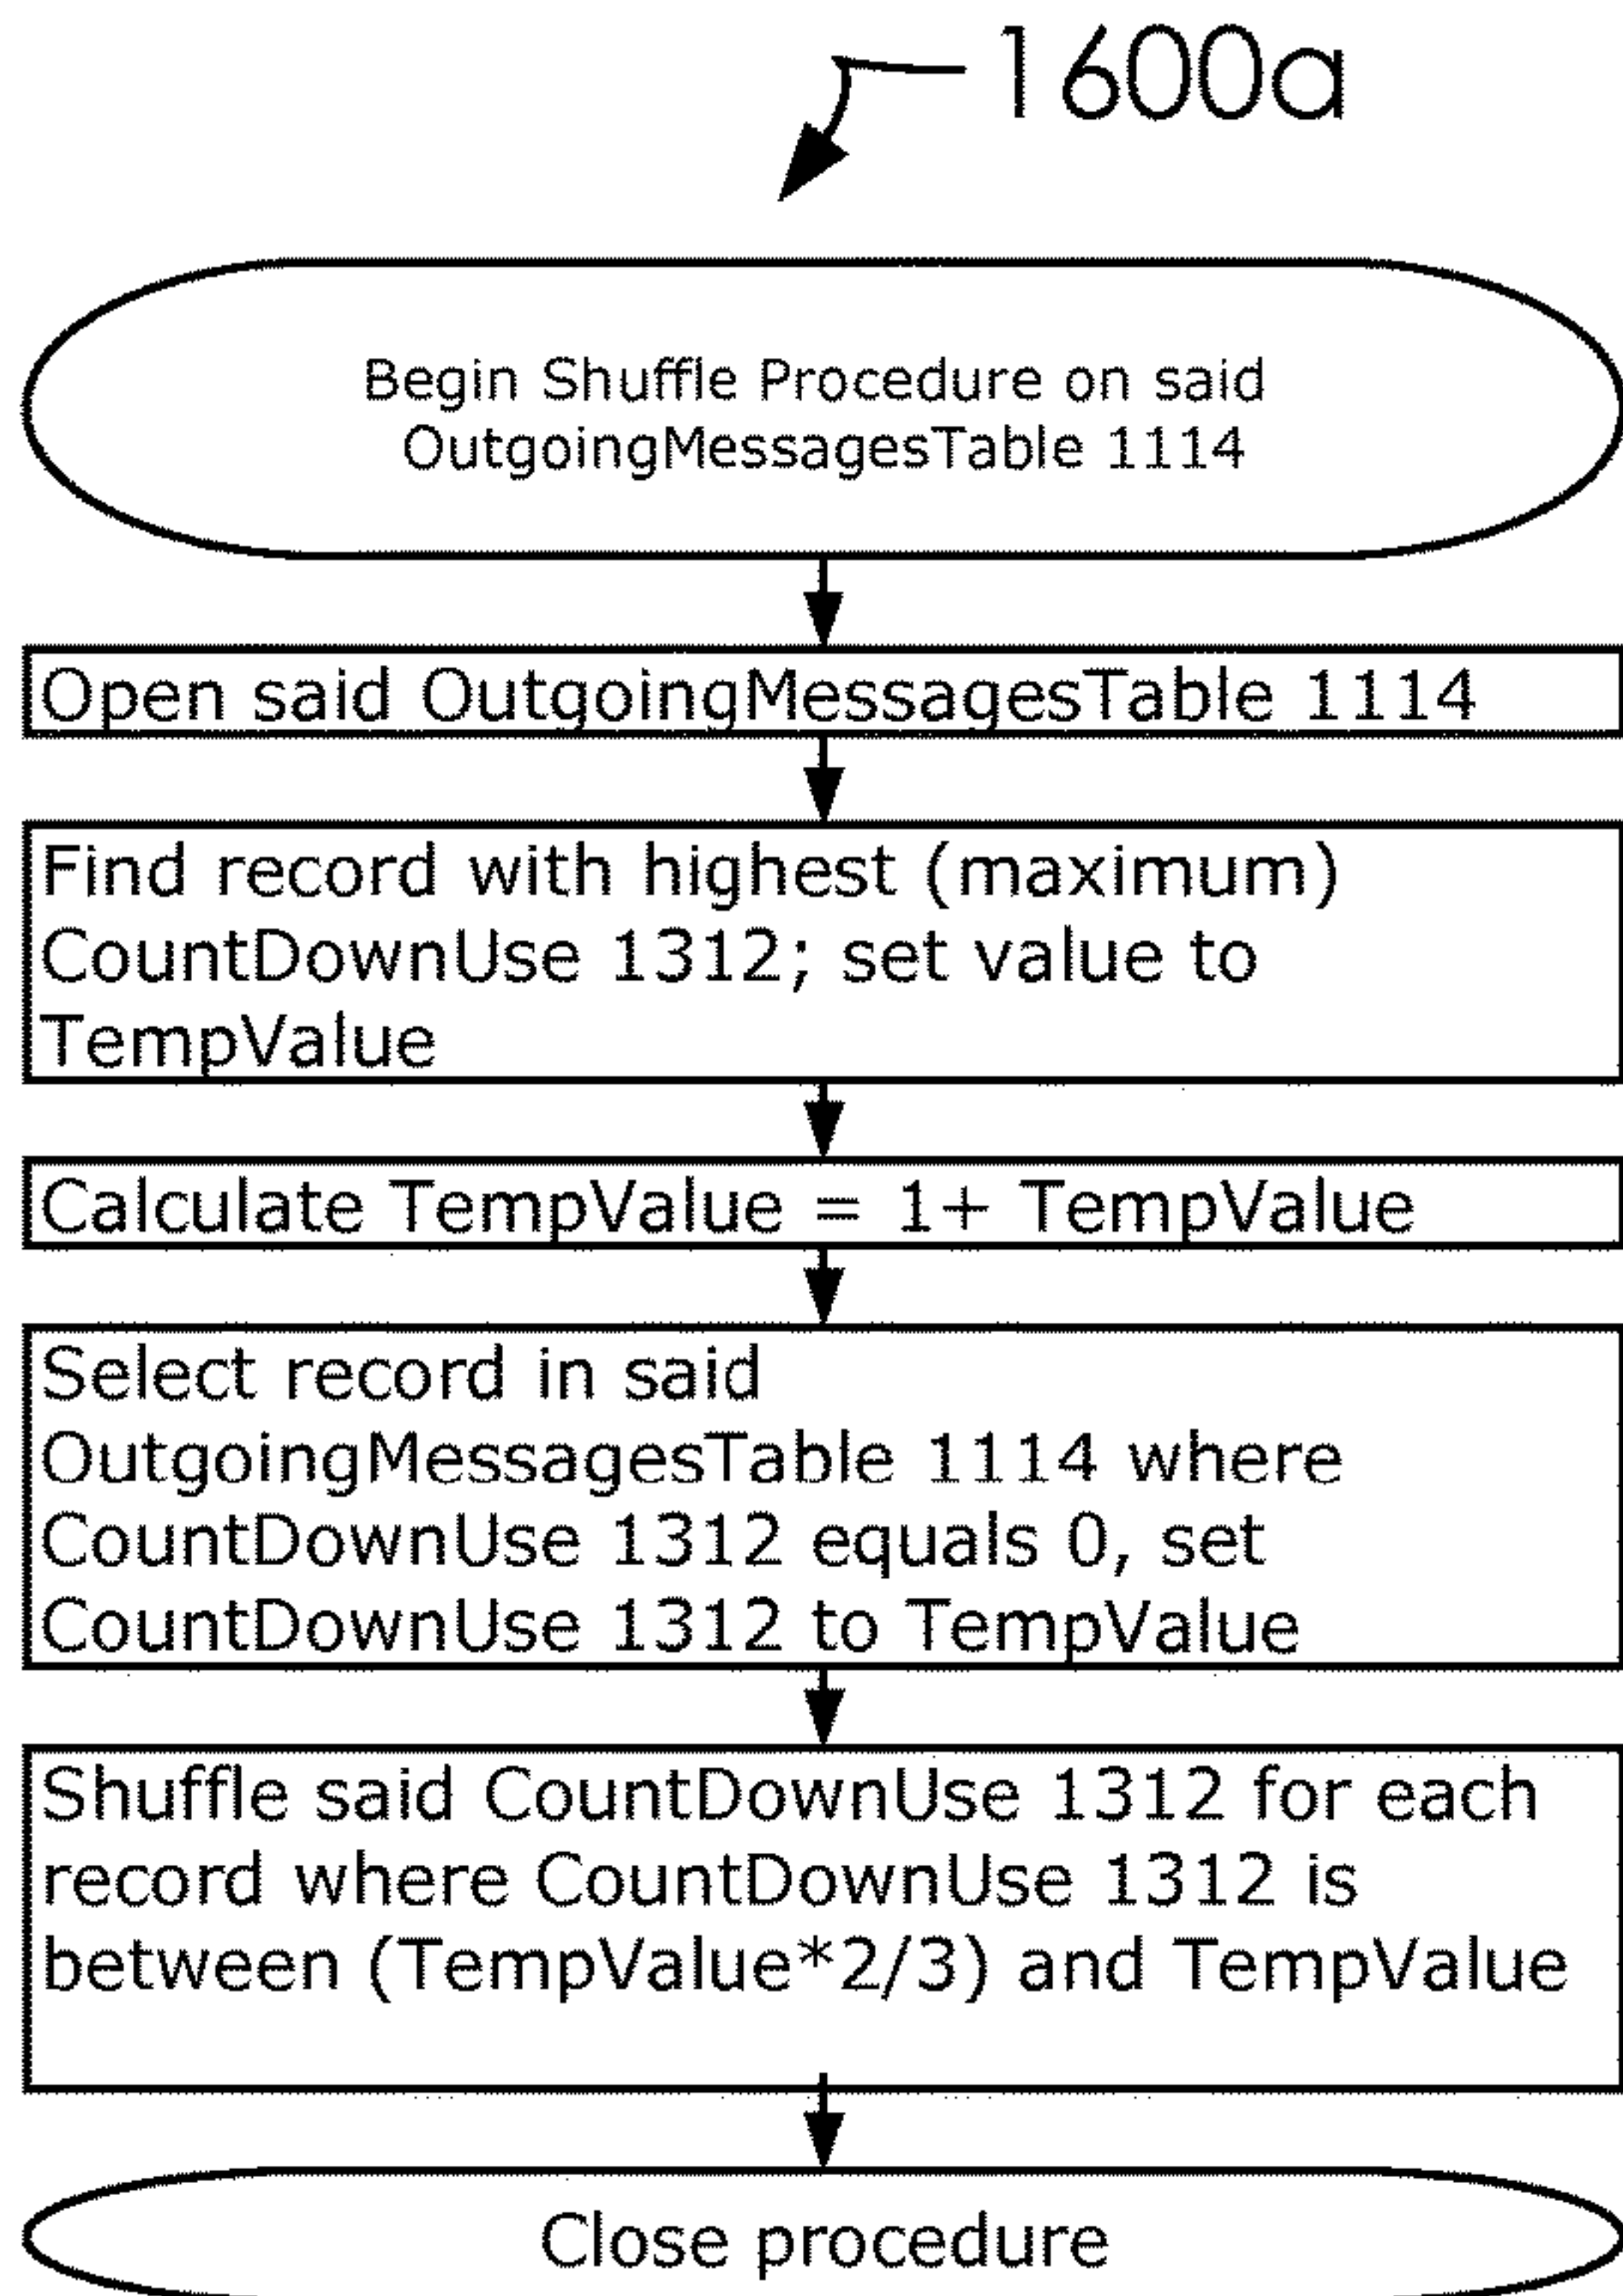 1600a
Begin Shuffle Procedure on said
OutgoingMessagesTable 1114
Open said OutgoingMessagesTable 1114
Find record with highest (maximum)
CountDownUse 1312; set value to
TempValue
Calculate TempValue = 1+ TempValue
Select record in said
OutgoingMessagesTable 1114 where
CountDownUse 1312 equals 0, set
CountDownUse 1312 to TempValue
Shuffle said CountDownUse 1312 for each
record where CountDownUse 1312 is
between (TempValue*2/3) and TempValue
Close procedure